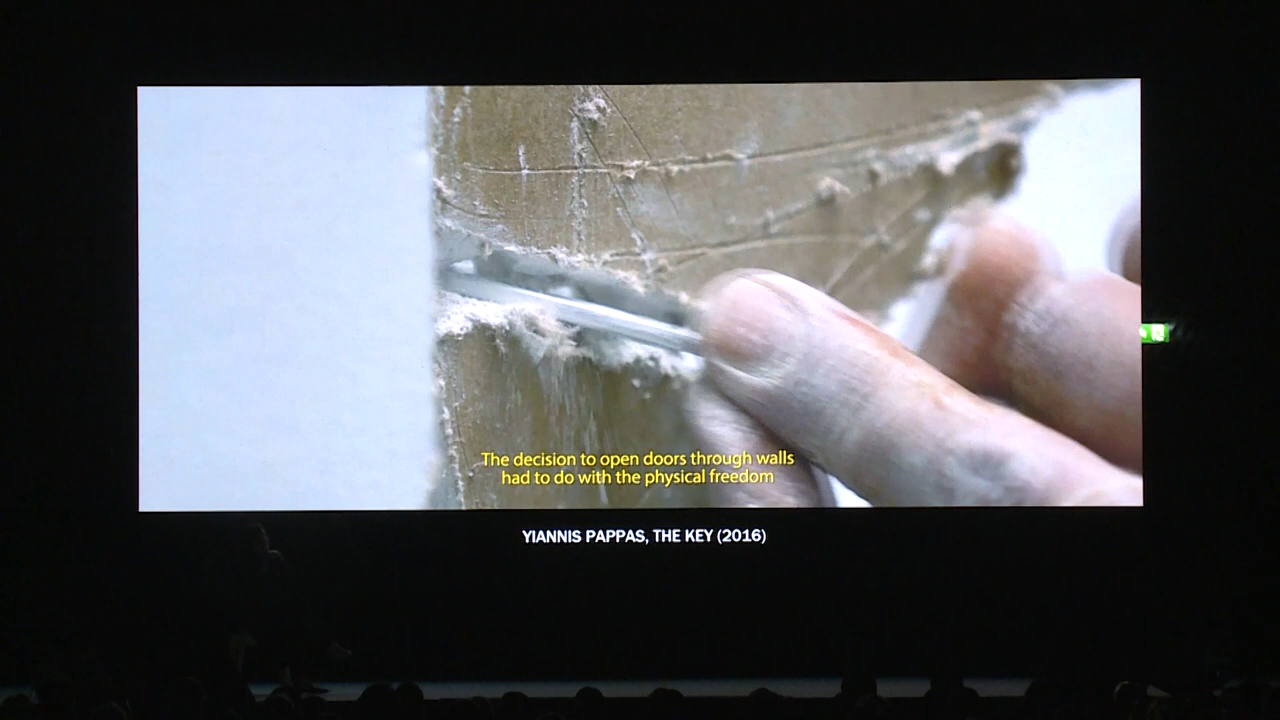 The decision to open doors through walls
had to do with the physical freedom
YIANNIS PAPPAS, THE KEY (2016)